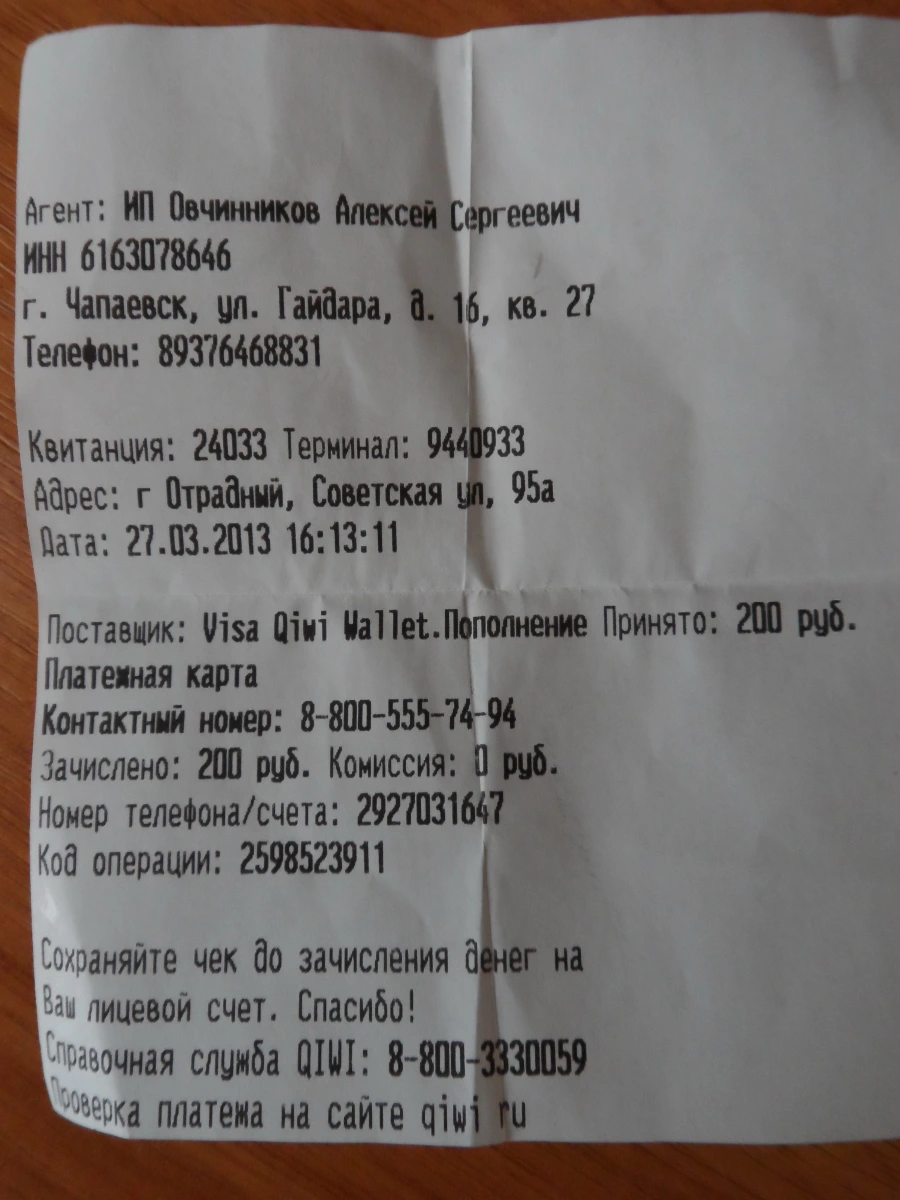 Агент: ИП Овчинников Алексей Сергеевич
ИНН 6163078646
г. Чапаевск, ул. Гайдара, д. 16, кв. 27
Телефон: 89376468831
Квитанция: 24033 Терминал: 9440933
Адрес: г Отрадный, Советская ул, 95а
Дата: 27.03.2013 16:13:11
Поставщик: Visa Qiwi Wallet.Пополнение Принято: 200 руб.
Платежная карта
Контактный номер: 8-800-555-74-94
Зачислено: 200 руб. Комиссия: 0 руб.
Номер телефона/счета: 2927031647
Код операции: 2598523911
Сохраняйте чек до зачисления денег на
Ваш лицевой счет. Спасибо!
Справочная служба QIWI: 8-800-3330059
Проверка платежа на сайте qiwi ru